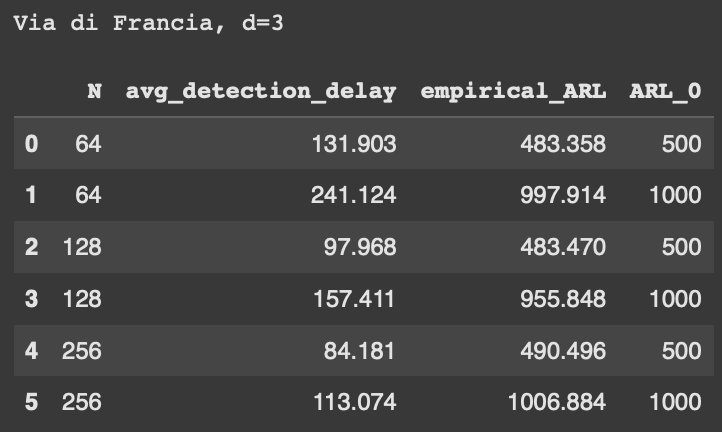 Via di Francia, d=3
N avg_detection_delay empirical_ARL ARL_0
0 64 131.903 483.358 500
1 64 241.124 997.914 1000
2 128 97.968 483.470 500
3 128 157.411 955.848 1000
4 256 84.181 490.496 500
5 256 113.074 1006.884 1000